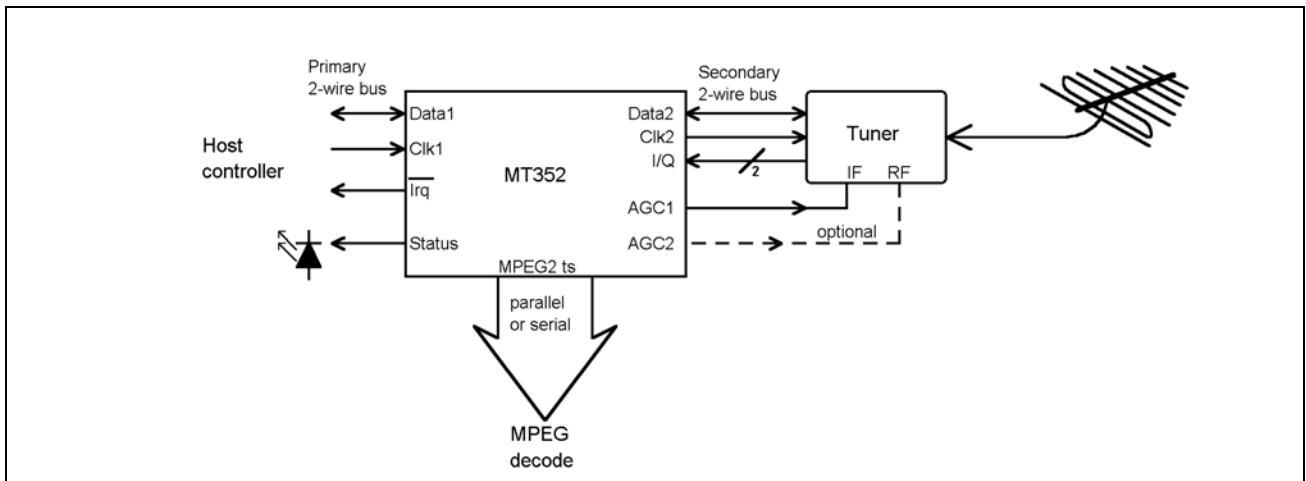 Primary
2-wire bus
Secondary
2-wire bus
Data1
Data2
Tuner
Clk2
Host
controller
Clk1
I/Q
2
MT352
IF RF
Irq
AGC1
optional
Status
AGC2
MPEG2 ts
parallel
or serial
MPEG
decode